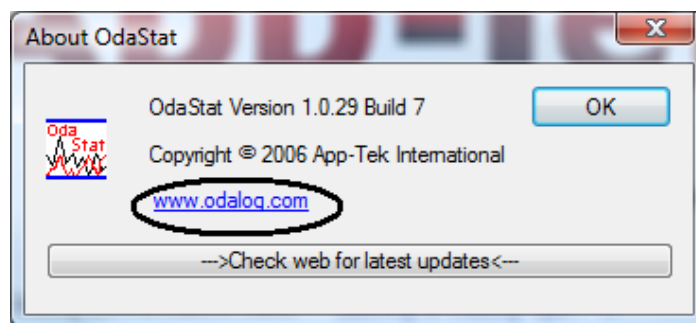 About OdaStat
OdaStat Version 1.0.29 Build 7
OK
Oda
Stat
Copyright © 2006 App-Tek International
www.odalog.com
--->Check web for latest updates<---